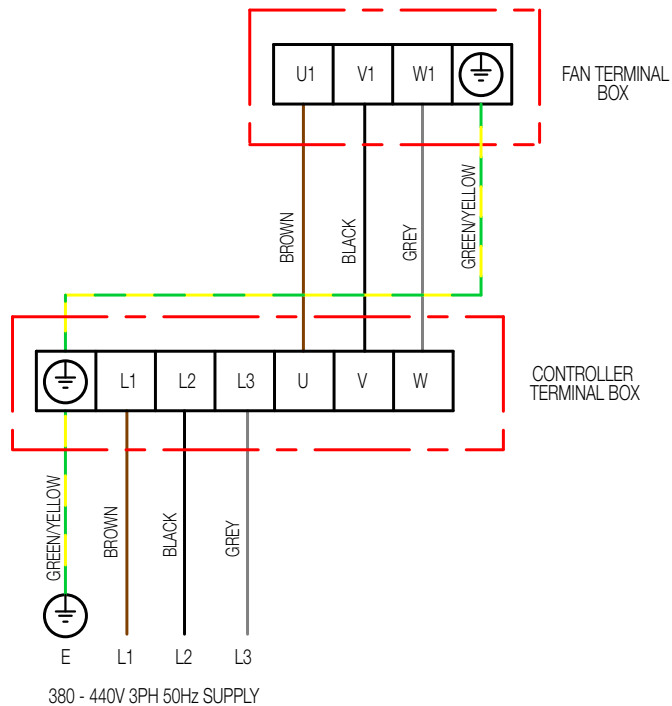 U1 V1 W1
FAN TERMINAL
BOX
BROWN
BLACK
GREY
GREEN/YELLOW
L1 L2 L3 U V W
CONTROLLER
TERMINAL BOX
GREEN/YELLOW
BROWN
BLACK
GREY
E L1 L2 L3
380 - 440V 3PH 50Hz SUPPLY